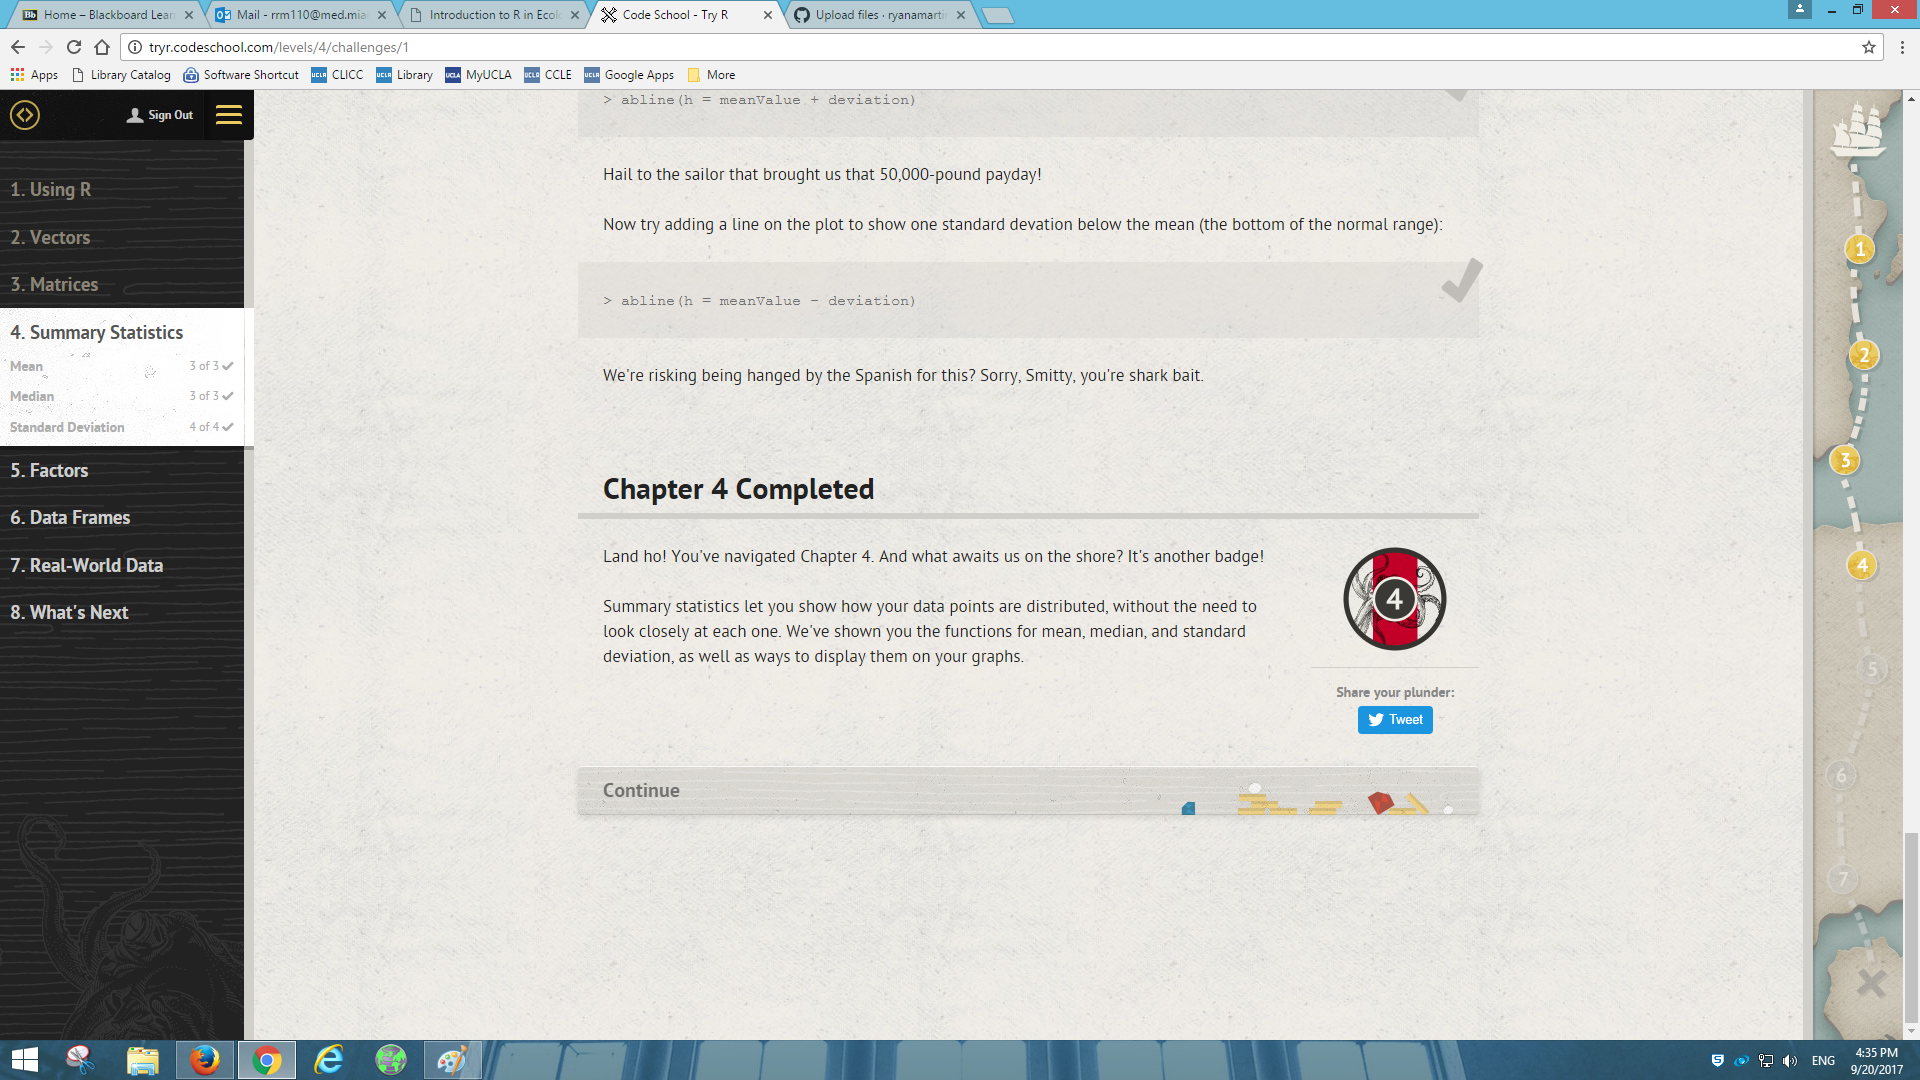 Home – Blackboard Lear
Mail - rrm110@med.mia
Introduction to R in Ecol
Code School - Try R
Upload files · ryanamarti
tryr.codeschool.com/levels/4/challenges/1
Apps
Library Catalog
Software Shortcut
CLICC
Library
MyUCLA
CCLE
Google Apps
More
Sign Out
1. Using R
2. Vectors
3. Matrices
4. Summary Statistics
Mean 3 of 3
Median 3 of 3
Standard Deviation 4 of 4
5. Factors
6. Data Frames
7. Real-World Data
8. What's Next
> abline(h = meanValue + deviation)
Hail to the sailor that brought us that 50,000-pound payday!
Now try adding a line on the plot to show one standard devation below the mean (the bottom of the normal range):
> abline(h = meanValue - deviation)
We're risking being hanged by the Spanish for this? Sorry, Smitty, you're shark bait.
Chapter 4 Completed
Land ho! You've navigated Chapter 4. And what awaits us on the shore? It's another badge!
Summary statistics let you show how your data points are distributed, without the need to
look closely at each one. We've shown you the functions for mean, median, and standard
deviation, as well as ways to display them on your graphs.
4
Share your plunder:
Tweet
Continue
1
2
3
4
5
6
7
ENG
4:35 PM
9/20/2017